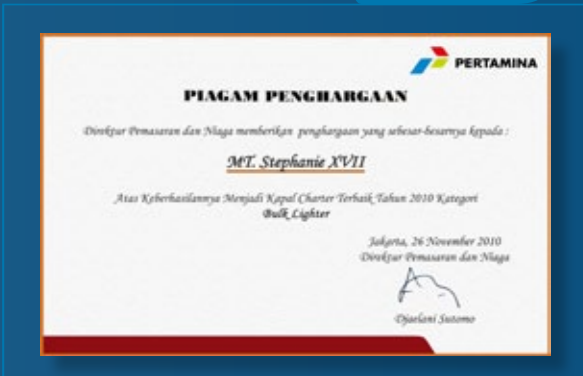 PERTAMINA
PIAGAM PENGHARGAAN
Direktur Pemasaran dan Niaga memberikan penghargaan yang sebesar-besarnya kepada :
MT. Stephanie XVII
Atas Keberhasilannya Menjadi Kapal Charter Terbaik Tahun 2010 Kategori
Bulk Lighter
Jakarta, 26 November 2010
Direktur Pemasaran dan Niaga
Djaelani Sutomo